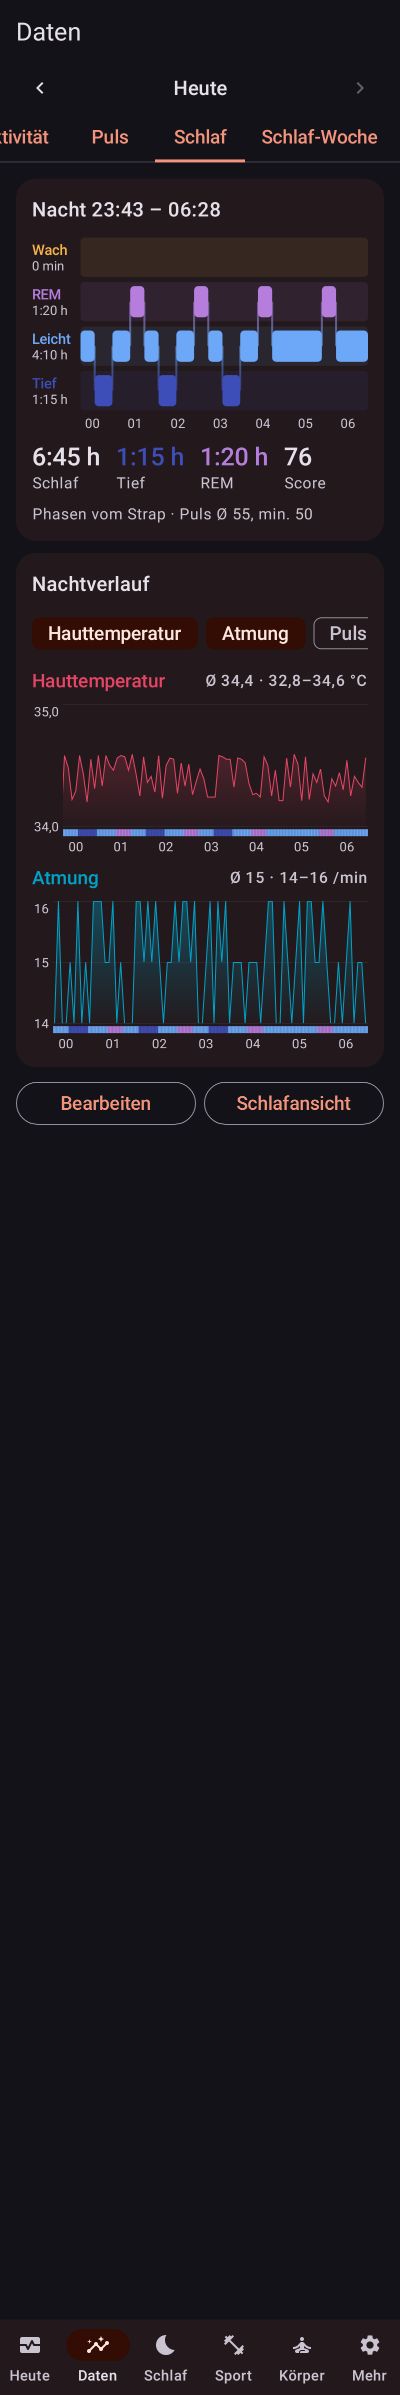 Daten
Heute
ktivität Puls Schlaf Schlaf-Woche
Nacht 23:43 – 06:28
Wach
0 min
REM
1:20 h
Leicht
4:10 h
Tief
1:15 h
00 01 02 03 04 05 06
6:45 h 1:15 h 1:20 h 76
Schlaf Tief REM Score
Phasen vom Strap · Puls Ø 55, min. 50
Nachtverlauf
Hauttemperatur Atmung Puls
Hauttemperatur Ø 34,4 · 32,8–34,6 °C
35,0
34,0
00 01 02 03 04 05 06
Atmung Ø 15 · 14–16 /min
16
15
14
00 01 02 03 04 05 06
Bearbeiten Schlafansicht
Heute Daten Schlaf Sport Körper Mehr